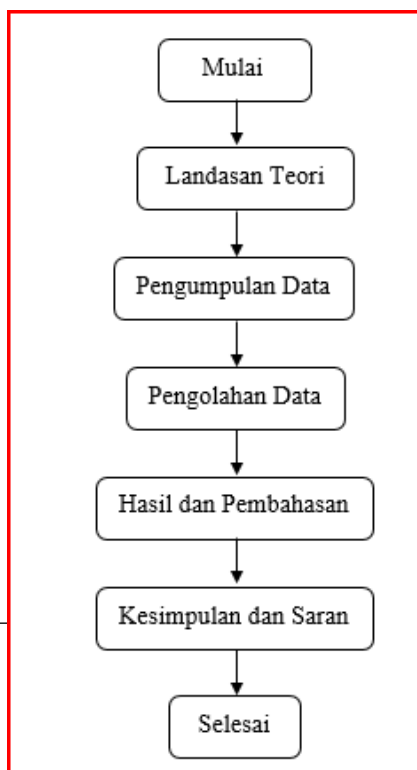 Mulai
Landasan Teori
Pengumpulan Data
Pengolahan Data
Hasil dan Pembahasan
Kesimpulan dan Saran
Selesai